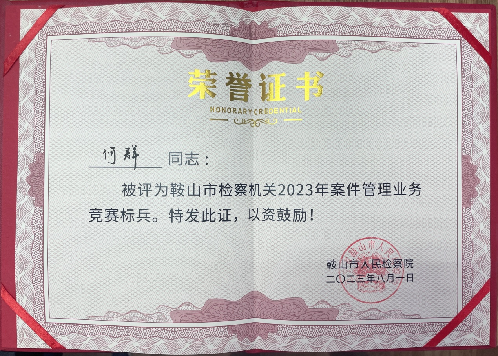 荣誉证书
HONORARY CREDENTIAL
何群 同志：
被评为鞍山市检察机关2023年案件管理业务
竞赛标兵。特发此证，以资鼓励！
鞍山市人民检察院
二〇二三年八月一日